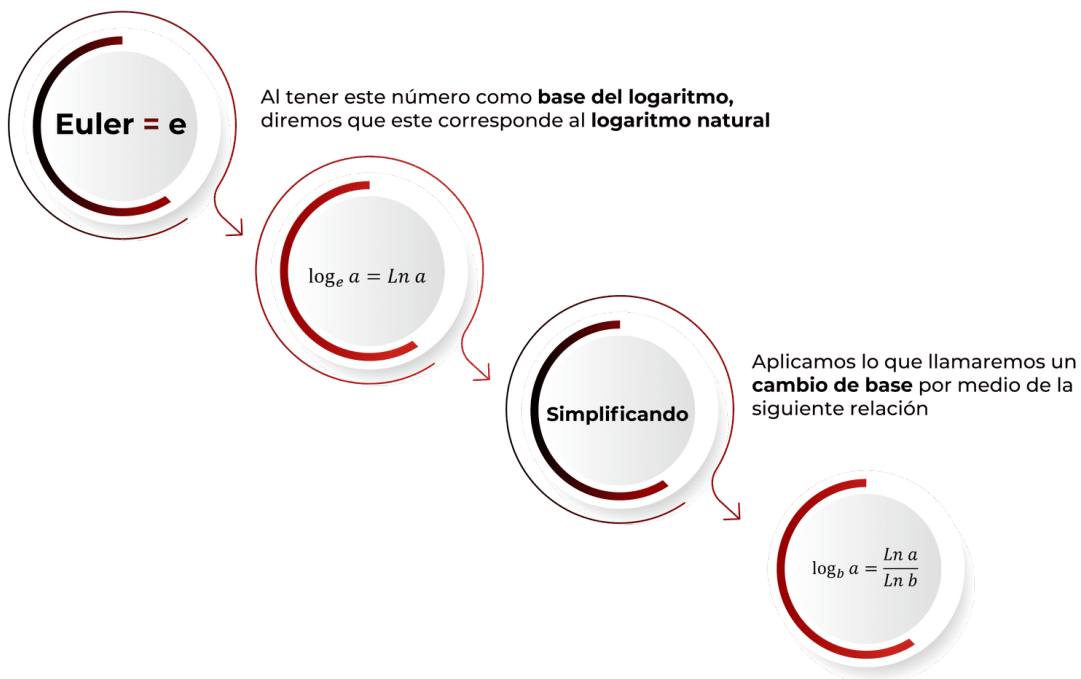 Euler = e
Al tener este número como base del logaritmo,
diremos que este corresponde al logaritmo natural
logₑ a = Ln a
Simplificando
Aplicamos lo que llamaremos un
cambio de base por medio de la
siguiente relación
log_b a = Ln a / Ln b